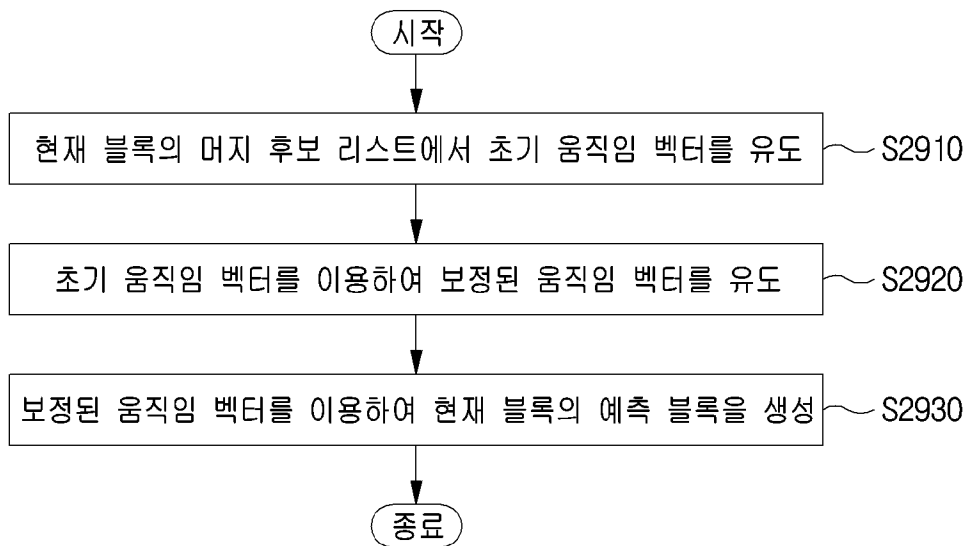 시작
현재 블록의 머지 후보 리스트에서 초기 움직임 벡터를 유도 S2910
초기 움직임 벡터를 이용하여 보정된 움직임 벡터를 유도 S2920
보정된 움직임 벡터를 이용하여 현재 블록의 예측 블록을 생성 S2930
종료